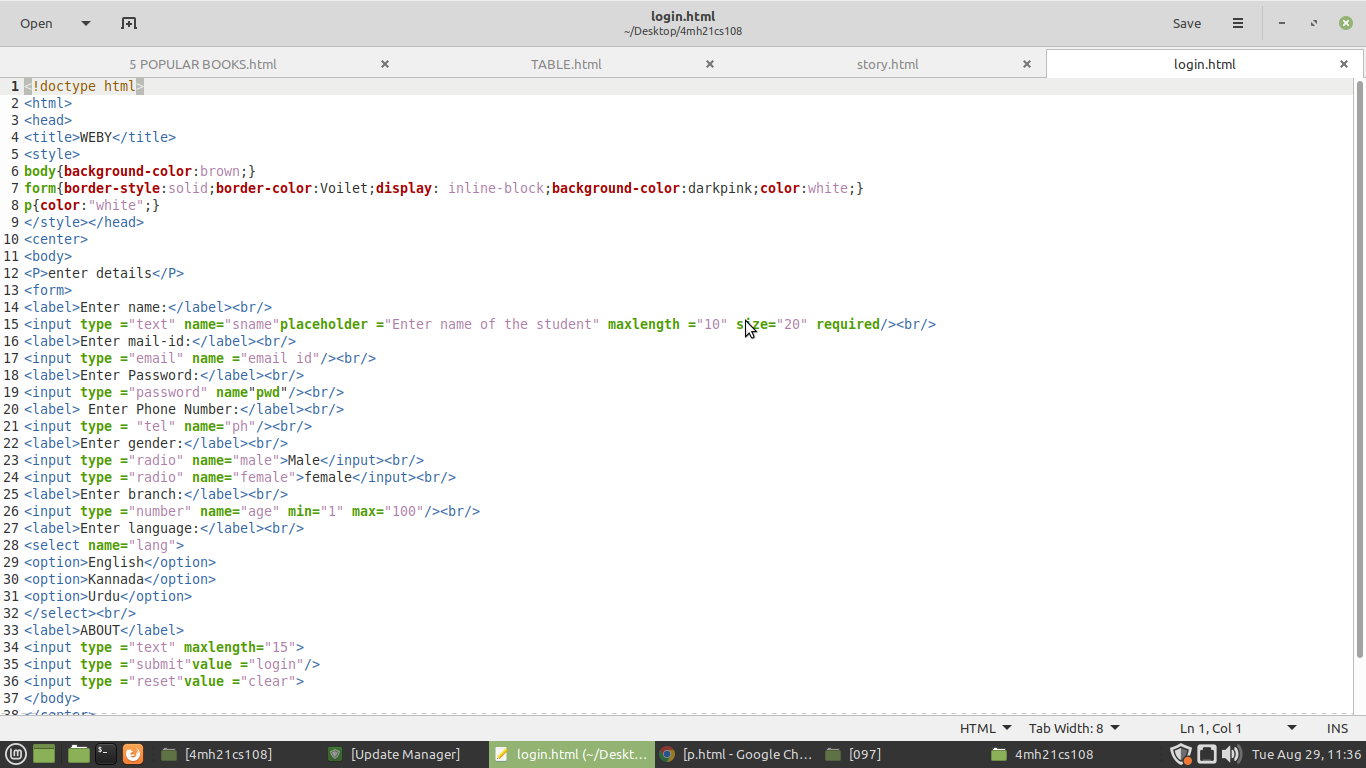 Open
login.html
~/Desktop/4mh21cs108
Save
5 POPULAR BOOKS.html
TABLE.html
story.html
login.html
1 <!doctype html>
2 <html>
3 <head>
4 <title>WEBY</title>
5 <style>
6 body{background-color:brown;}
7 form{border-style:solid;border-color:Voilet;display: inline-block;background-color:darkpink;color:white;}
8 p{color:"white";}
9 </style></head>
10 <center>
11 <body>
12 <P>enter details</P>
13 <form>
14 <label>Enter name:</label><br/>
15 <input type ="text" name="sname"placeholder ="Enter name of the student" maxlength ="10" size="20" required/><br/>
16 <label>Enter mail-id:</label><br/>
17 <input type ="email" name ="email id"/><br/>
18 <label>Enter Password:</label><br/>
19 <input type ="password" name"pwd"/><br/>
20 <label> Enter Phone Number:</label><br/>
21 <input type = "tel" name="ph"/><br/>
22 <label>Enter gender:</label><br/>
23 <input type ="radio" name="male">Male</input><br/>
24 <input type ="radio" name="female">female</input><br/>
25 <label>Enter branch:</label><br/>
26 <input type ="number" name="age" min="1" max="100"/><br/>
27 <label>Enter language:</label><br/>
28 <select name="lang">
29 <option>English</option>
30 <option>Kannada</option>
31 <option>Urdu</option>
32 </select><br/>
33 <label>ABOUT</label>
34 <input type ="text" maxlength="15">
35 <input type ="submit"value ="login"/>
36 <input type ="reset"value ="clear">
37 </body>
38 </center>
HTML
Tab Width: 8
Ln 1, Col 1
INS
[4mh21cs108]
[Update Manager]
login.html (~/Deskt...
[p.html - Google Ch...
[097]
4mh21cs108
Tue Aug 29, 11:36